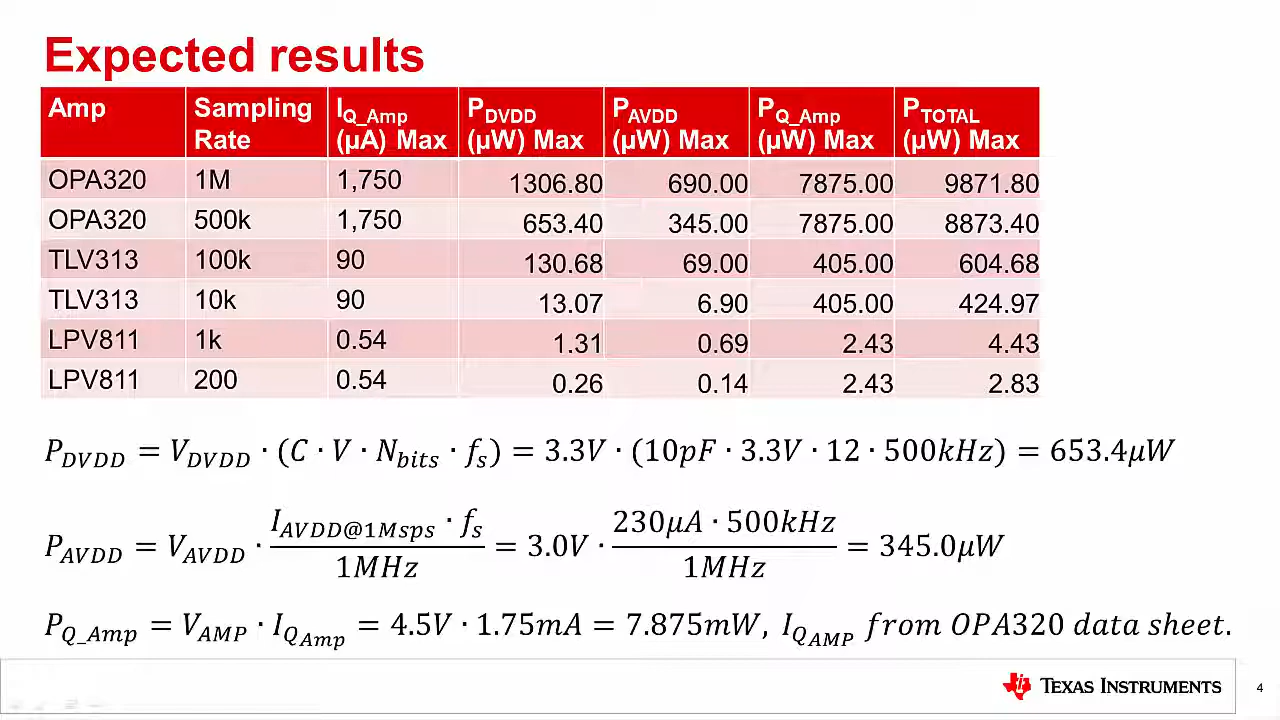 Expected results
Amp | Sampling Rate | I_Q_Amp (µA) Max | P_DVDD (µW) Max | P_AVDD (µW) Max | P_Q_Amp (µW) Max | P_TOTAL (µW) Max
OPA320 | 1M | 1,750 | 1306.80 | 690.00 | 7875.00 | 9871.80
OPA320 | 500k | 1,750 | 653.40 | 345.00 | 7875.00 | 8873.40
TLV313 | 100k | 90 | 130.68 | 69.00 | 405.00 | 604.68
TLV313 | 10k | 90 | 13.07 | 6.90 | 405.00 | 424.97
LPV811 | 1k | 0.54 | 1.31 | 0.69 | 2.43 | 4.43
LPV811 | 200 | 0.54 | 0.26 | 0.14 | 2.43 | 2.83
P_DVDD = V_DVDD · (C · V · N_bits · f_s) = 3.3V · (10pF · 3.3V · 12 · 500kHz) = 653.4µW
P_AVDD = V_AVDD · (I_AVDD@1Msps · f_s)/(1MHz) = 3.0V · (230µA · 500kHz)/(1MHz) = 345.0µW
P_Q_Amp = V_AMP · I_Q_Amp = 4.5V · 1.75mA = 7.875mW, I_Q_AMP from OPA320 data sheet.
TEXAS INSTRUMENTS
4